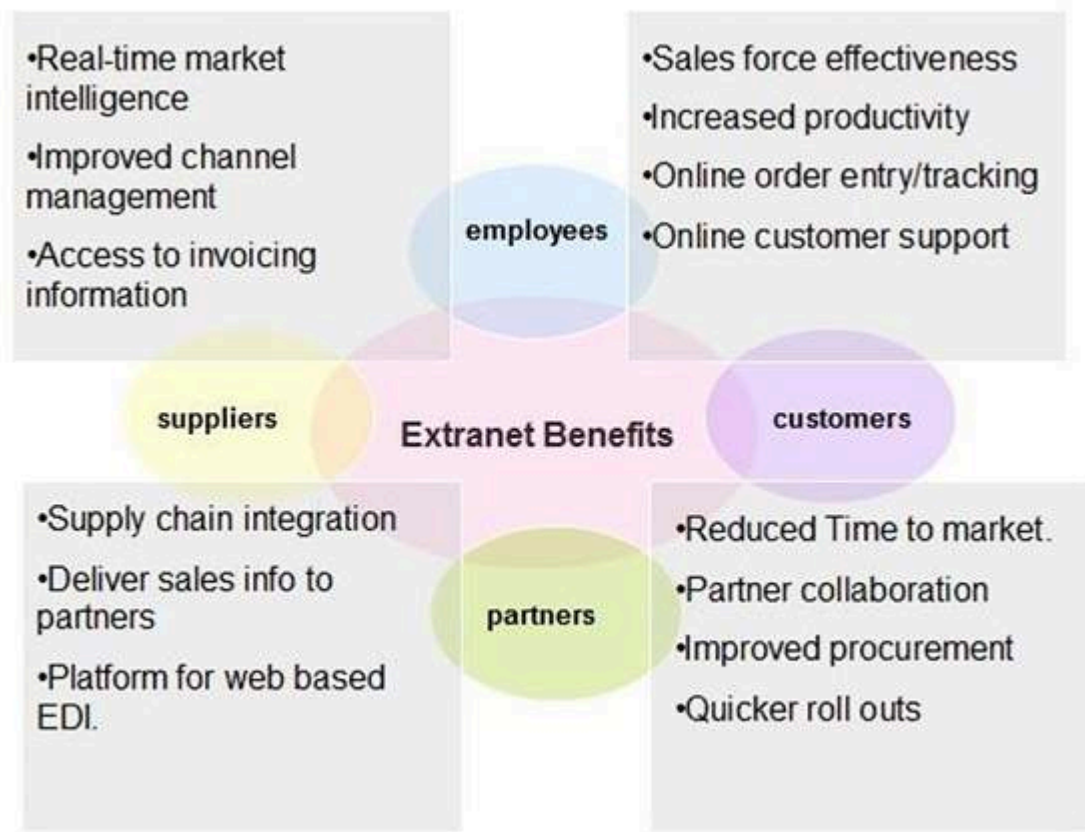 •Real-time market
intelligence
•Improved channel
management
•Access to invoicing
information
•Sales force effectiveness
•Increased productivity
•Online order entry/tracking
•Online customer support
employees
suppliers
Extranet Benefits
customers
partners
•Supply chain integration
•Deliver sales info to
partners
•Platform for web based
EDI.
•Reduced Time to market.
•Partner collaboration
•Improved procurement
•Quicker roll outs